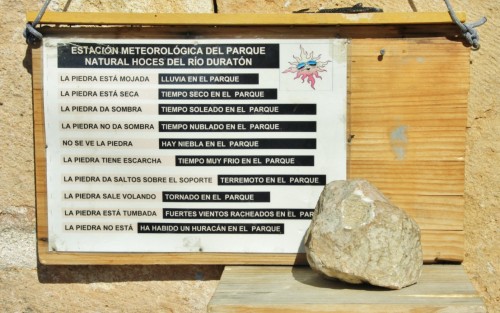 ESTACIÓN METEOROLÓGICA DEL PARQUE
NATURAL HOCES DEL RÍO DURATÓN
LA PIEDRA ESTÁ MOJADA LLUVIA EN EL PARQUE
LA PIEDRA ESTÁ SECA TIEMPO SECO EN EL PARQUE
LA PIEDRA DA SOMBRA TIEMPO SOLEADO EN EL PARQUE
LA PIEDRA NO DA SOMBRA TIEMPO NUBLADO EN EL PARQUE
NO SE VE LA PIEDRA HAY NIEBLA EN EL PARQUE
LA PIEDRA TIENE ESCARCHA TIEMPO MUY FRIO EN EL PARQUE
LA PIEDRA DA SALTOS SOBRE EL SOPORTE TERREMOTO EN EL PARQUE
LA PIEDRA SALE VOLANDO TORNADO EN EL PARQUE
LA PIEDRA ESTÁ TUMBADA FUERTES VIENTOS RACHEADOS EN EL PAR
LA PIEDRA NO ESTÁ HA HABIDO UN HURACÁN EN EL PARQUE